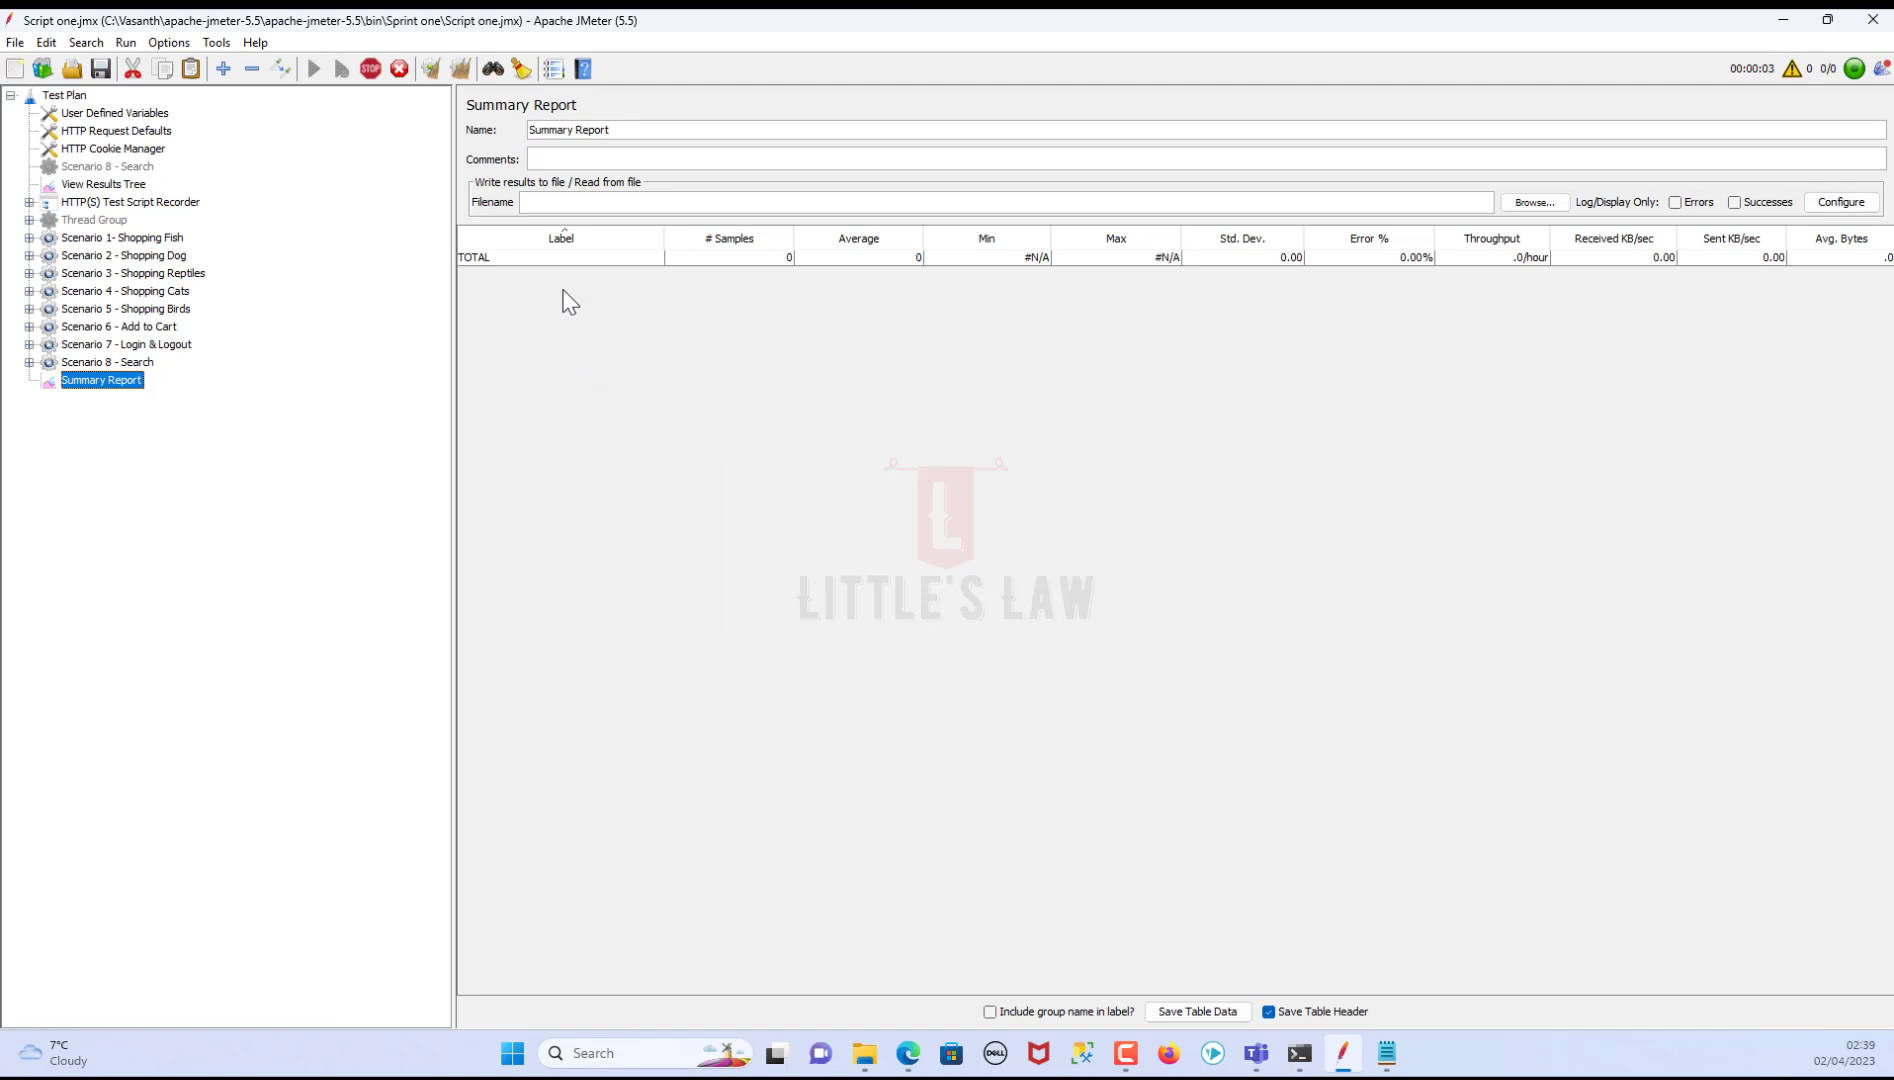 Script one.jmx (C:\Vasanth\apache-jmeter-5.5\apache-jmeter-5.5\bin\Sprint one\Script one.jmx) - Apache JMeter (5.5)
File Edit Search Run Options Tools Help
STOP
00:00:03 0 0/0
Test Plan
User Defined Variables
HTTP Request Defaults
HTTP Cookie Manager
Scenario 8 - Search
View Results Tree
HTTP(S) Test Script Recorder
Thread Group
Scenario 1- Shopping Fish
Scenario 2 - Shopping Dog
Scenario 3 - Shopping Reptiles
Scenario 4 - Shopping Cats
Scenario 5 - Shopping Birds
Scenario 6 - Add to Cart
Scenario 7 - Login & Logout
Scenario 8 - Search
Summary Report
Summary Report
Name: Summary Report
Comments:
Write results to file / Read from file
Filename Browse... Log/Display Only: Errors Successes Configure
Label # Samples Average Min Max Std. Dev. Error % Throughput Received KB/sec Sent KB/sec Avg. Bytes
TOTAL 0 0 #N/A #N/A 0.00 0.00% .0/hour 0.00 0.00 .0
L
LITTLE'S LAW
Include group name in label? Save Table Data Save Table Header
7°C
Cloudy
Search
DELL
02:39
02/04/2023